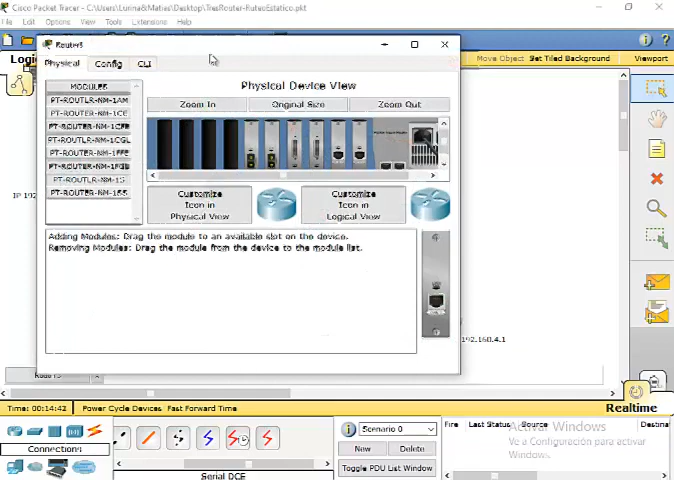 Cisco Packet Tracer - C:\Users\Lurina&Matias\Desktop\TresRouter-RuteoEstatico.pkt
File Edit Options View Tools Extensions Help
Logic
Move Object Set Tiled Background Viewport
Router3
Physical Config CLI
MODULES
PT-ROUTER-NM-1AM
PT-ROUTER-NM-1CE
PT-ROUTER-NM-1CFE
PT-ROUTER-NM-1CGE
PT-ROUTER-NM-1FFE
PT-ROUTER-NM-1FGE
PT-ROUTER-NM-1S
PT-ROUTER-NM-1SS
Physical Device View
Zoom In Original Size Zoom Out
Customize
Icon in
Physical View
Customize
Icon in
Logical View
Adding Modules: Drag the module to an available slot on the device.
Removing Modules: Drag the module from the device to the module list.
IP 192
192.160.4.1
Time: 00:14:42 Power Cycle Devices Fast Forward Time
Realtime
Connections
Serial DCE
Scenario 0
New Delete
Toggle PDU List Window
Fire Last Status Source Destina
Activar Windows
Ve a Configuración para activar
Windows.